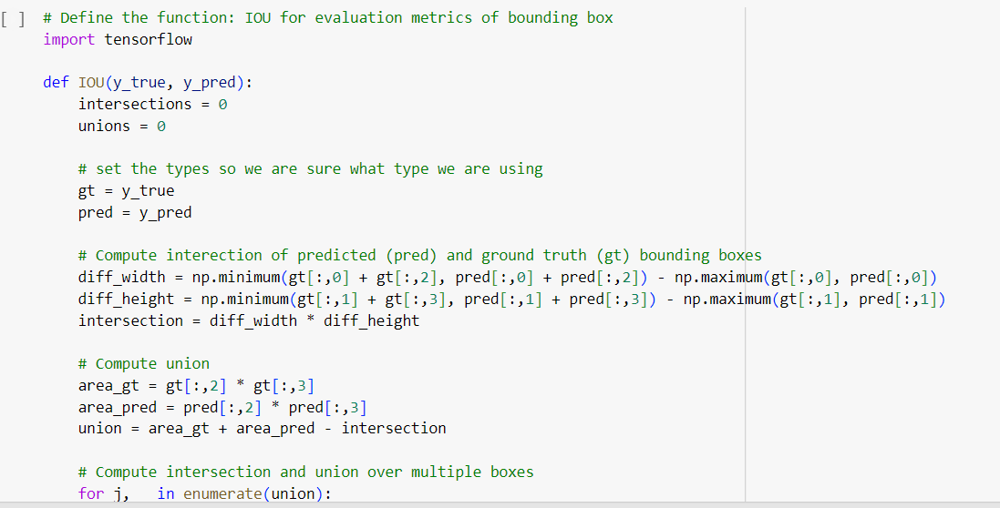 [ ] # Define the function: IOU for evaluation metrics of bounding box
import tensorflow

def IOU(y_true, y_pred):
    intersections = 0
    unions = 0

    # set the types so we are sure what type we are using
    gt = y_true
    pred = y_pred

    # Compute interection of predicted (pred) and ground truth (gt) bounding boxes
    diff_width = np.minimum(gt[:,0] + gt[:,2], pred[:,0] + pred[:,2]) - np.maximum(gt[:,0], pred[:,0])
    diff_height = np.minimum(gt[:,1] + gt[:,3], pred[:,1] + pred[:,3]) - np.maximum(gt[:,1], pred[:,1])
    intersection = diff_width * diff_height

    # Compute union
    area_gt = gt[:,2] * gt[:,3]
    area_pred = pred[:,2] * pred[:,3]
    union = area_gt + area_pred - intersection

    # Compute intersection and union over multiple boxes
    for j,   in enumerate(union):